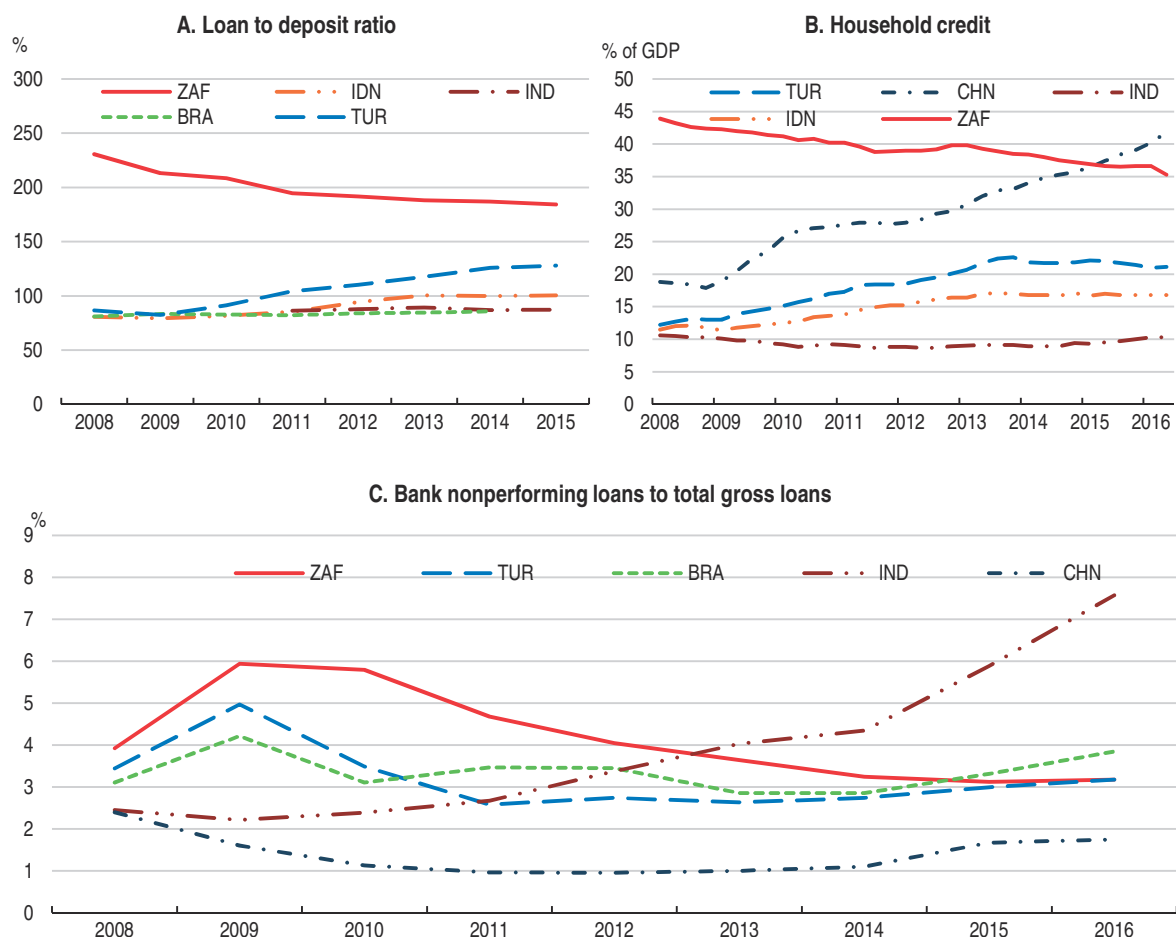 A. Loan to deposit ratio
%
ZAF IDN IND
BRA TUR
300
250
200
150
100
50
0
2008 2009 2010 2011 2012 2013 2014 2015
B. Household credit
% of GDP
TUR CHN IND
IDN ZAF
50
45
40
35
30
25
20
15
10
5
0
2008 2009 2010 2011 2012 2013 2014 2015 2016
C. Bank nonperforming loans to total gross loans
%
ZAF TUR BRA IND CHN
9
8
7
6
5
4
3
2
1
0
2008 2009 2010 2011 2012 2013 2014 2015 2016